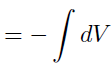 = − ∫ dV